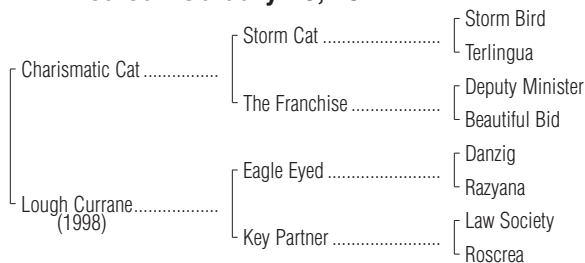 Storm Bird
Storm Cat
Terlingua
Charismatic Cat
Deputy Minister
The Franchise
Beautiful Bid
Danzig
Eagle Eyed
Razyana
Lough Currane
(1998)
Law Society
Key Partner
Roscrea